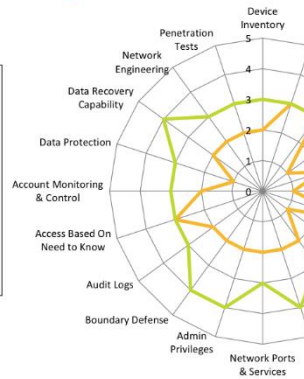 Device
Inventory
Penetration
Tests
Network
Engineering
Data Recovery
Capability
Data Protection
Account Monitoring
& Control
Access Based On
Need to Know
Audit Logs
Boundary Defense
Admin
Privileges
Network Ports
& Services
5
4
3
2
1
0